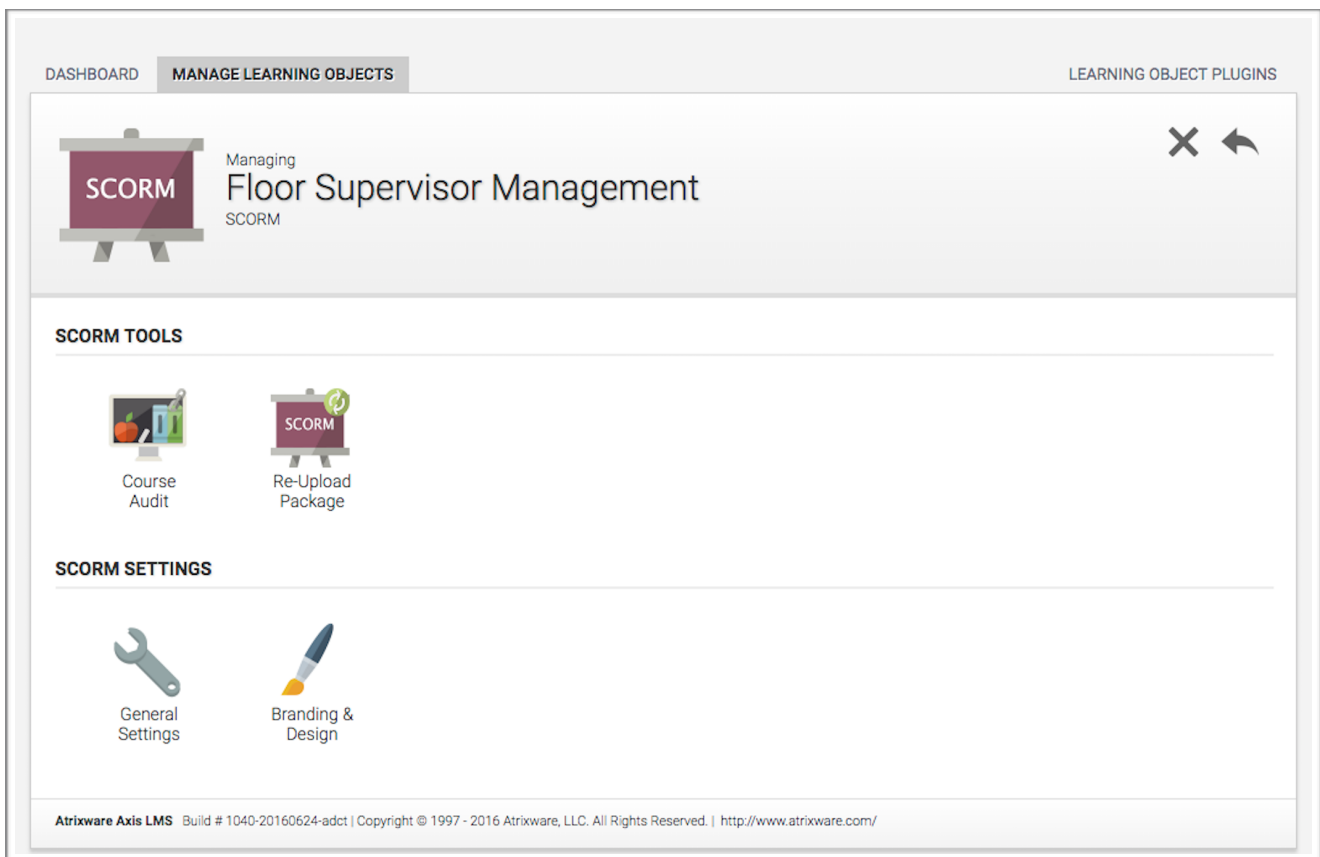 DASHBOARD MANAGE LEARNING OBJECTS LEARNING OBJECT PLUGINS
SCORM
Managing
Floor Supervisor Management
SCORM
SCORM TOOLS
SCORM
Course
Audit
Re-Upload
Package
SCORM SETTINGS
General
Settings
Branding &
Design
Atrixware Axis LMS Build # 1040-20160624-adct | Copyright © 1997 - 2016 Atrixware, LLC. All Rights Reserved. | http://www.atrixware.com/